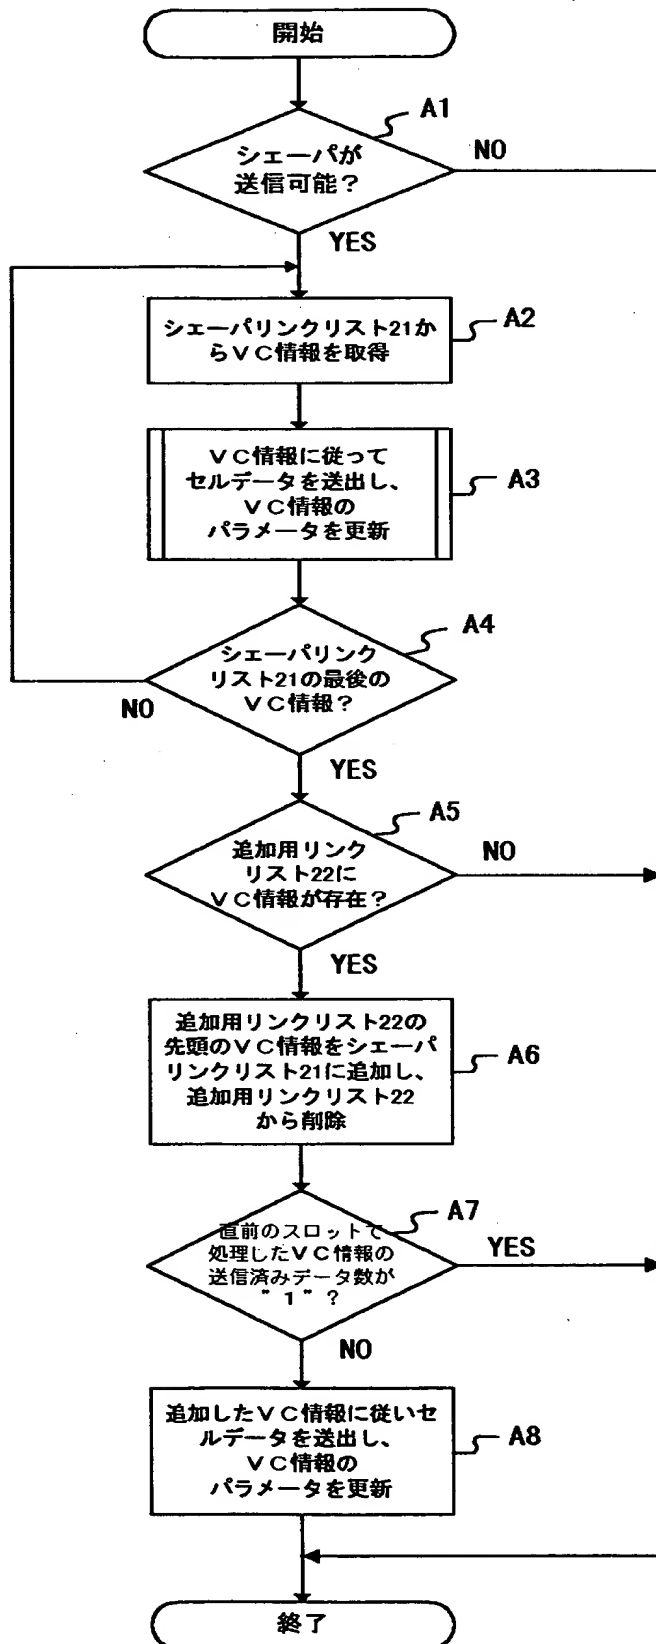 開始
A1
シェーパが
送信可能？
NO
YES
シェーパリンクリスト21か
らＶＣ情報を取得
A2
ＶＣ情報に従って
セルデータを送出し、
ＶＣ情報の
パラメータを更新
A3
A4
シェーパリンク
リスト21の最後の
ＶＣ情報？
NO
YES
A5
追加用リンク
リスト22に
ＶＣ情報が存在？
NO
YES
追加用リンクリスト22の
先頭のＶＣ情報をシェーパ
リンクリスト21に追加し、
追加用リンクリスト22
から削除
A6
A7
直前のスロットで
処理したＶＣ情報の
送信済みデータ数が
”１”？
YES
NO
追加したＶＣ情報に従いセ
ルデータを送出し、
ＶＣ情報の
パラメータを更新
A8
終了